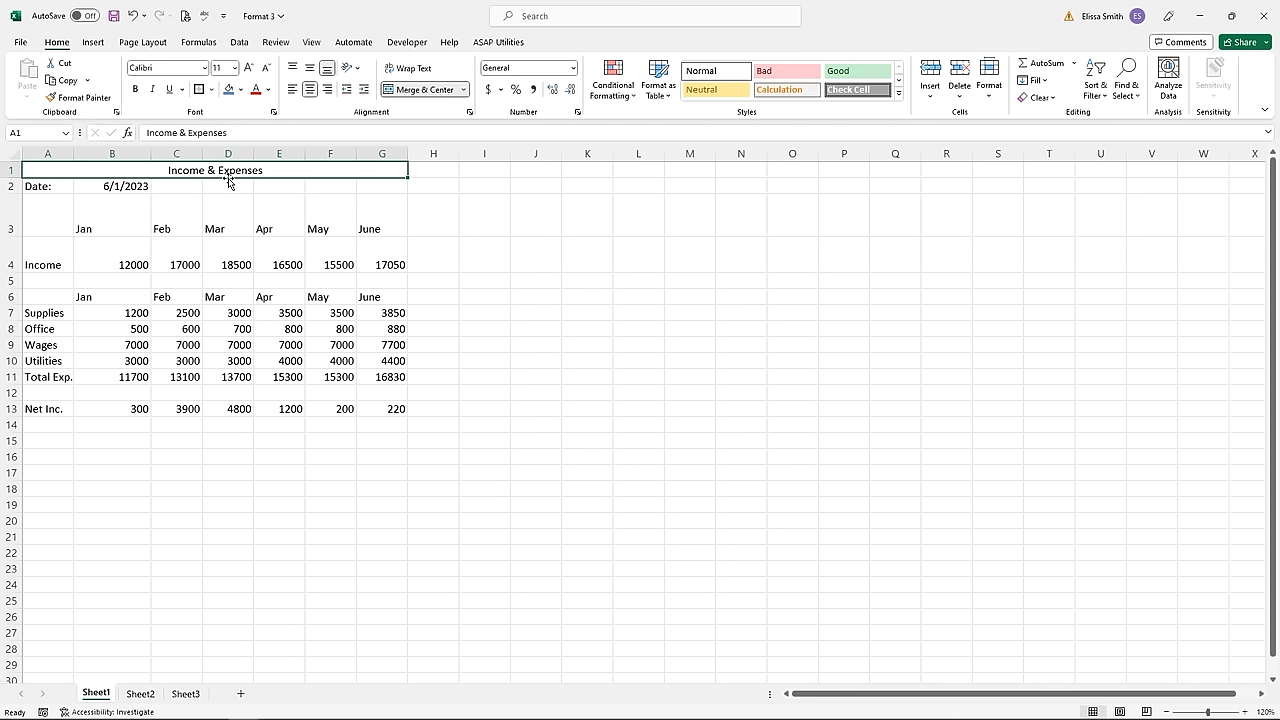 AutoSave Off Format 3 Search Elissa Smith ES
File Home Insert Page Layout Formulas Data Review View Automate Developer Help ASAP Utilities Comments Share
Paste Cut Copy Format Painter Clipboard
Calibri 11 B I U Font
Wrap Text Merge & Center Alignment
General $ % Number
Conditional Formatting Format as Table
Normal Bad Good
Neutral Calculation Check Cell
Styles
Insert Delete Format Cells
AutoSum Fill Clear Sort & Filter Find & Select Editing
Analyze Data Analysis
Sensitivity Sensitivity
A1 fx Income & Expenses
A B C D E F G H I J K L M N O P Q R S T U V W X
1 Income & Expenses
2 Date: 6/1/2023
3 Jan Feb Mar Apr May June
4 Income 12000 17000 18500 16500 15500 17050
5
6 Jan Feb Mar Apr May June
7 Supplies 1200 2500 3000 3500 3500 3850
8 Office 500 600 700 800 800 880
9 Wages 7000 7000 7000 7000 7000 7700
10 Utilities 3000 3000 3000 4000 4000 4400
11 Total Exp. 11700 13100 13700 15300 15300 16830
12
13 Net Inc. 300 3900 4800 1200 200 220
14
15
16
17
18
19
20
21
22
23
24
25
26
27
28
29
30
Sheet1 Sheet2 Sheet3
Ready Accessibility: Investigate 120%